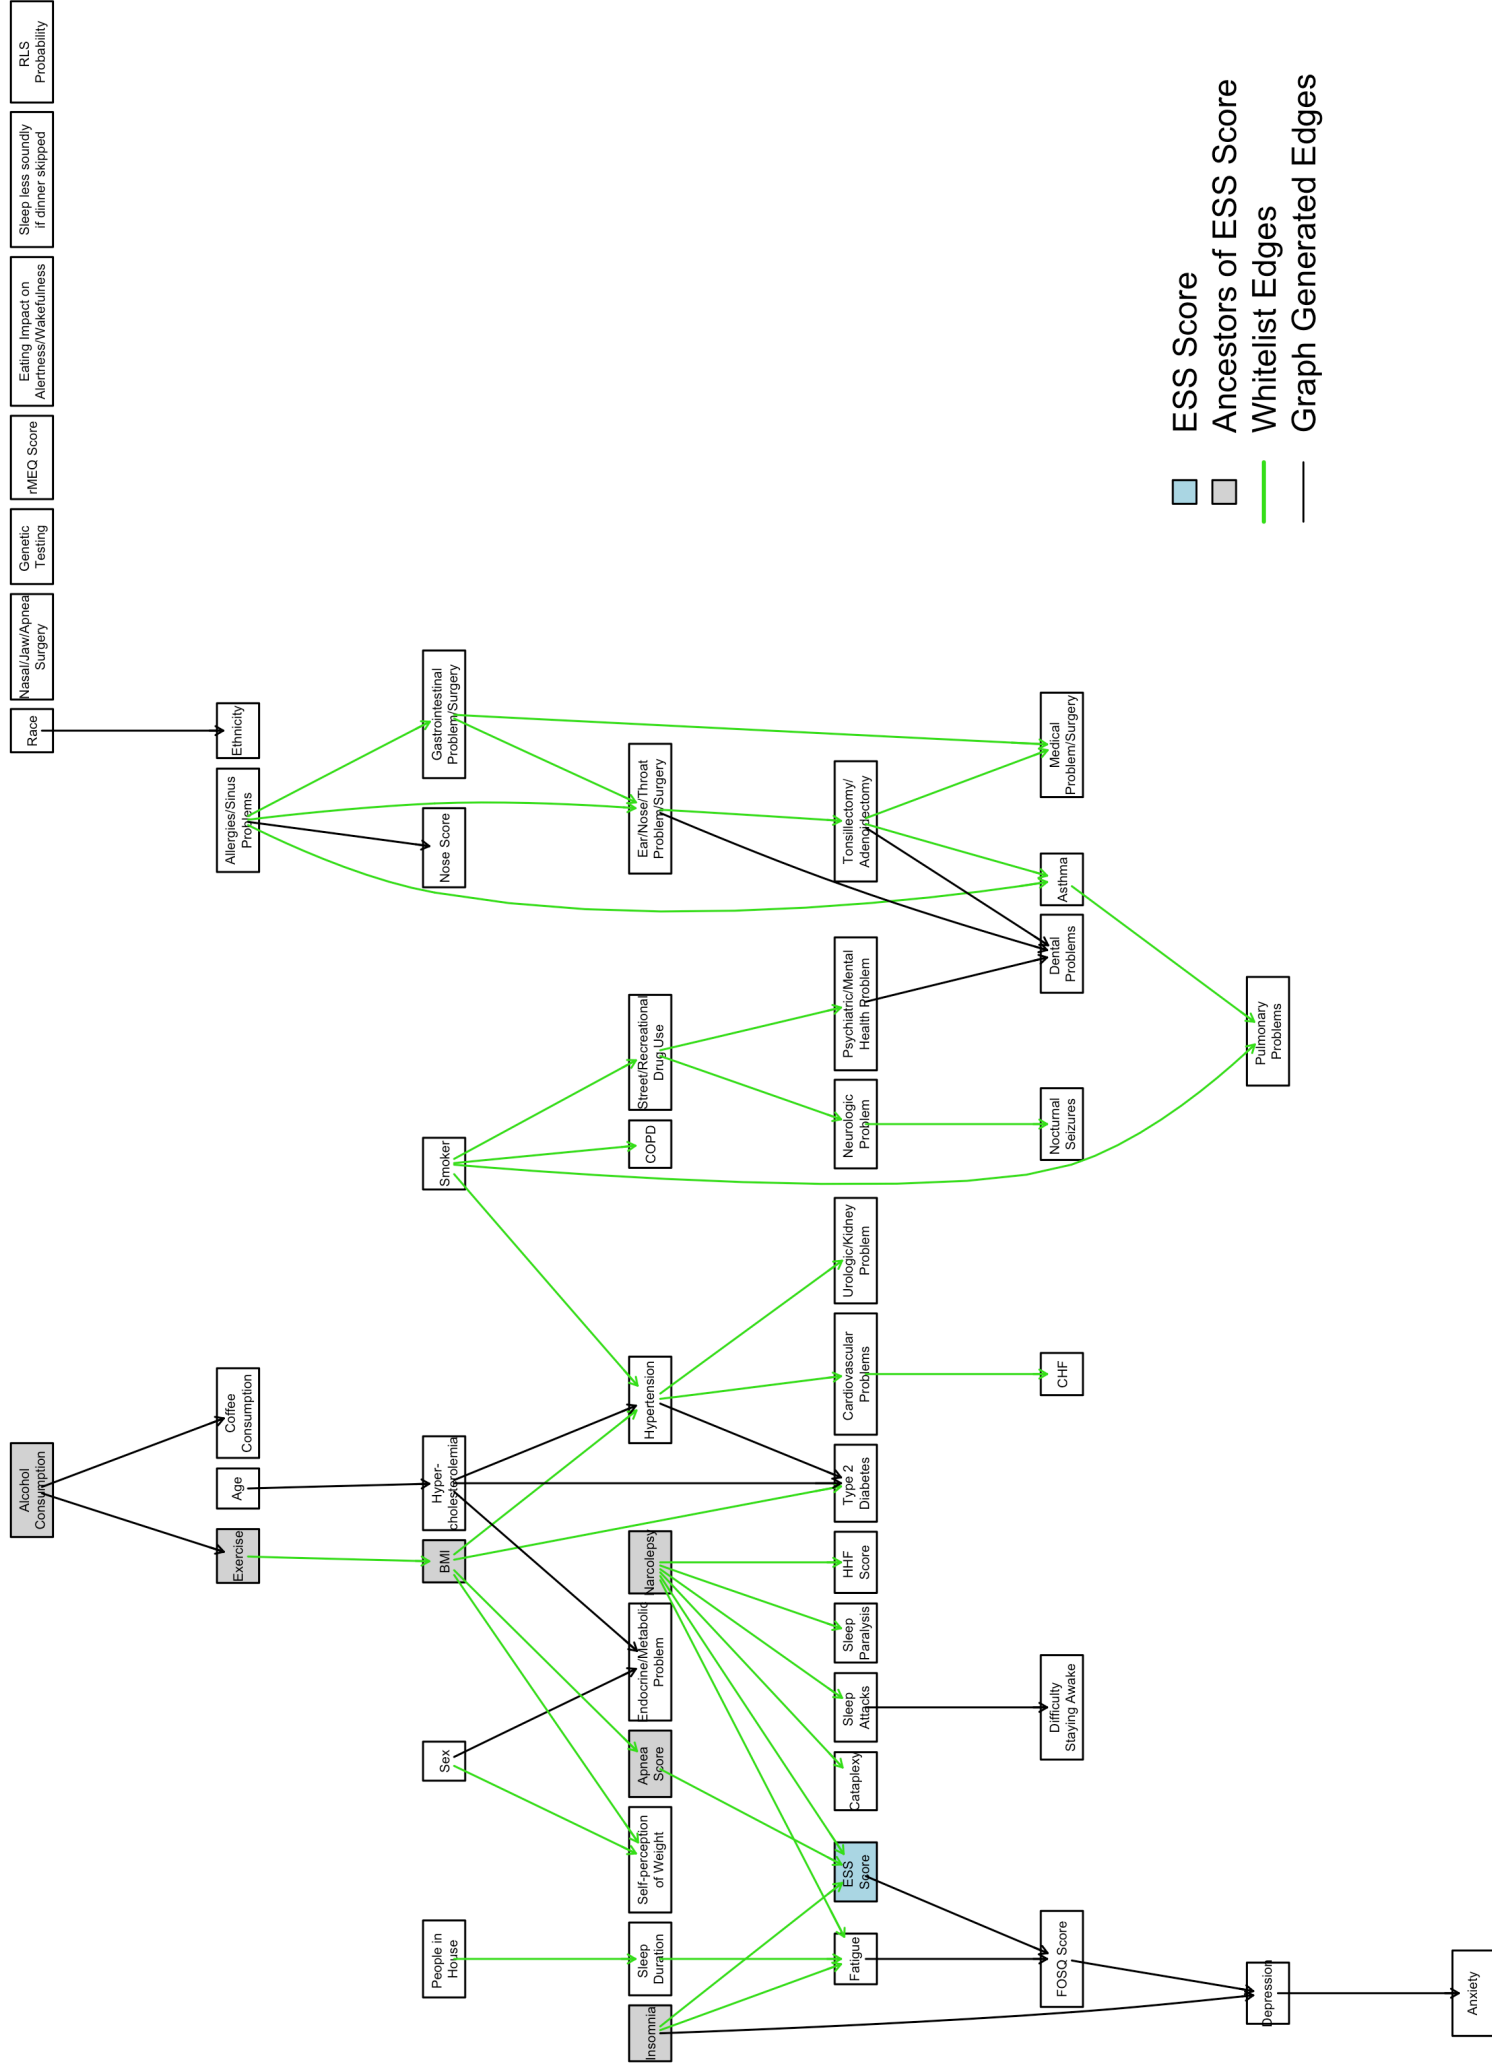 RLS
Probability
Sleep less soundly
if dinner skipped
Eating Impact on
Alertness/Wakefulness
rMEQ Score
Genetic
Testing
Nasal/Jaw/Apnea
Surgery
Race
Alcohol
Consumption
Ethnicity
Allergies/Sinus
Problems
Coffee
Consumption
Age
Exercise
Gastrointestinal
Problem/Surgery
Nose Score
Smoker
Hyper-
cholesterolemia
BMI
Sex
People in
House
Ear/Nose/Throat
Problem/Surgery
Street/Recreational
Drug Use
COPD
Hypertension
Narcolepsy
Endocrine/Metabolic
Problem
Apnea
Score
Self-perception
of Weight
Sleep
Duration
Insomnia
Tonsillectomy/
Adenoidectomy
Psychiatric/Mental
Health Problem
Neurologic
Problem
Urologic/Kidney
Problem
Cardiovascular
Problems
Type 2
Diabetes
HHF
Score
Sleep
Paralysis
Sleep
Attacks
Cataplexy
ESS
Score
Fatigue
Medical
Problem/Surgery
Asthma
Dental
Problems
Nocturnal
Seizures
CHF
Difficulty
Staying Awake
FOSQ Score
Pulmonary
Problems
Depression
Anxiety
ESS Score
Ancestors of ESS Score
Whitelist Edges
Graph Generated Edges